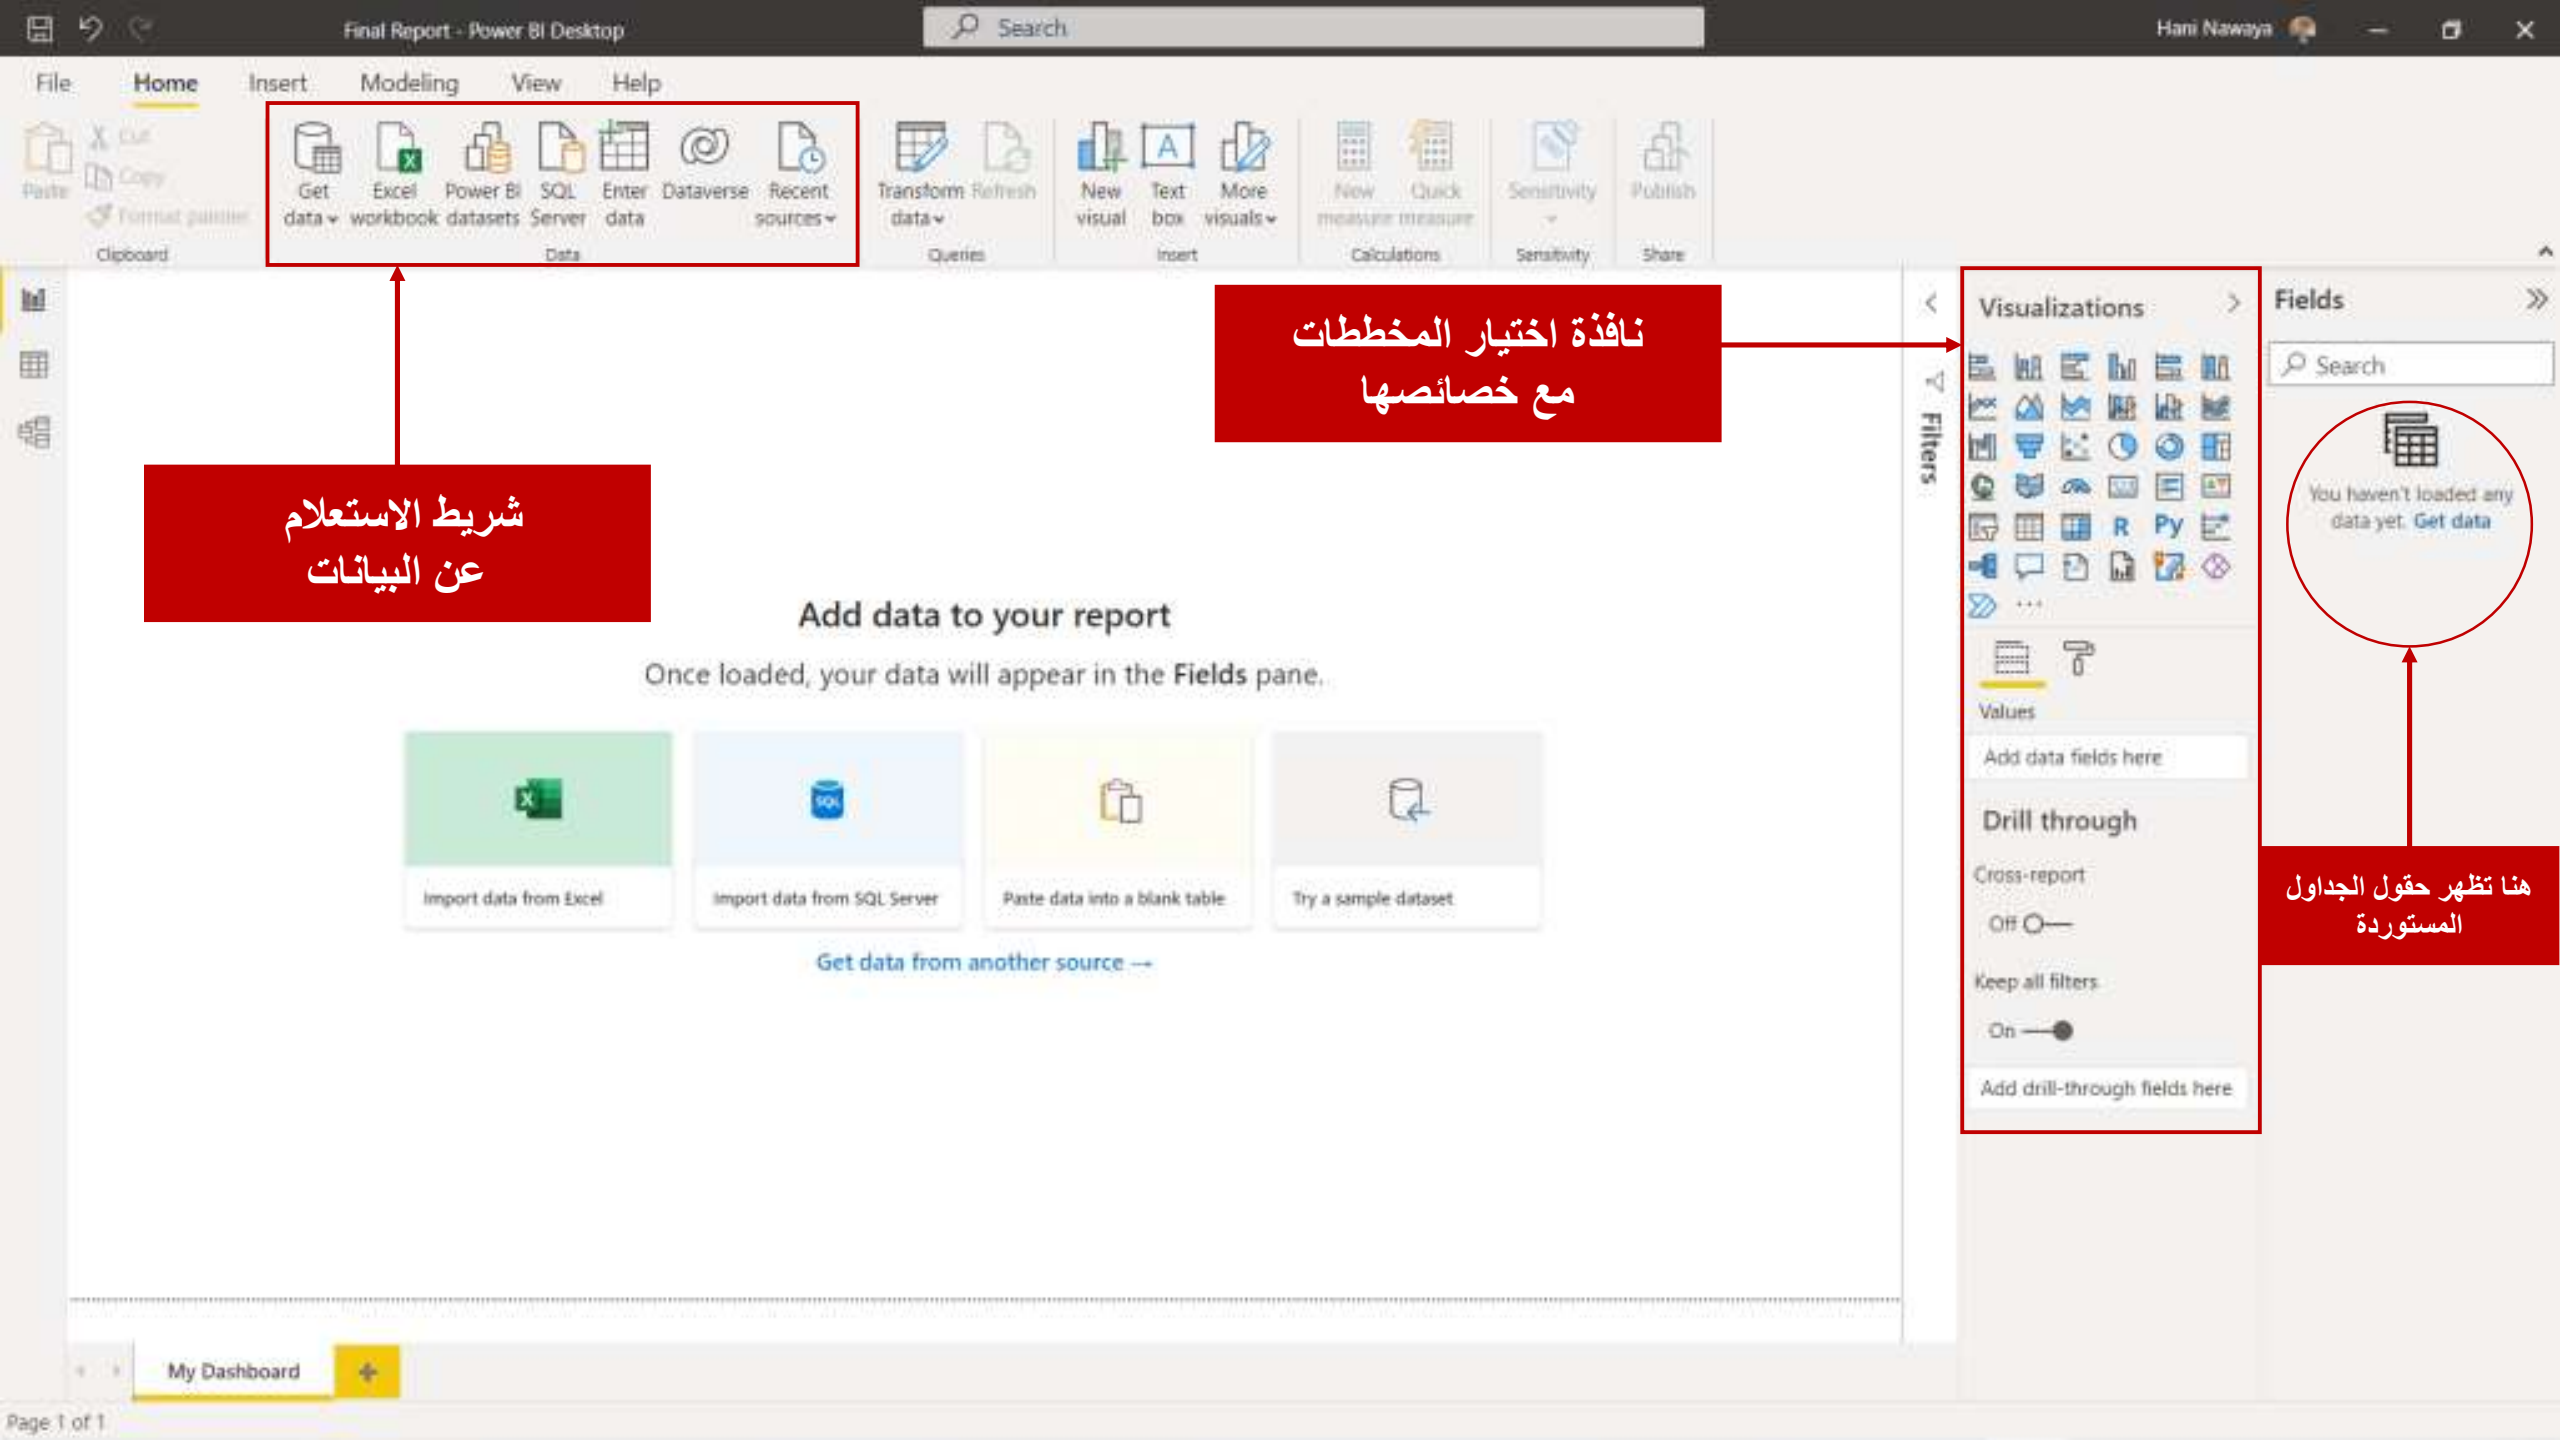 Final Report - Power BI Desktop
Search
Hani Nawaya
File Home Insert Modeling View Help
Paste
Cut
Copy
Format painter
Clipboard
Get data
Excel workbook
Power BI datasets
SQL Server
Enter data
Dataverse
Recent sources
Data
Transform data
Refresh
Queries
New visual
Text box
More visuals
Insert
New measure
Quick measure
Calculations
Sensitivity
Sensitivity
Publish
Share
نافذة اختيار المخططات
مع خصائصها
شريط الاستعلام
عن البيانات
Add data to your report
Once loaded, your data will appear in the Fields pane.
Import data from Excel
Import data from SQL Server
Paste data into a blank table
Try a sample dataset
Get data from another source →
Filters
Visualizations
R Py
Values
Add data fields here
Drill through
Cross-report
Off
Keep all filters
On
Add drill-through fields here
Fields
Search
You haven't loaded any
data yet. Get data
هنا تظهر حقول الجداول
المستوردة
My Dashboard
Page 1 of 1